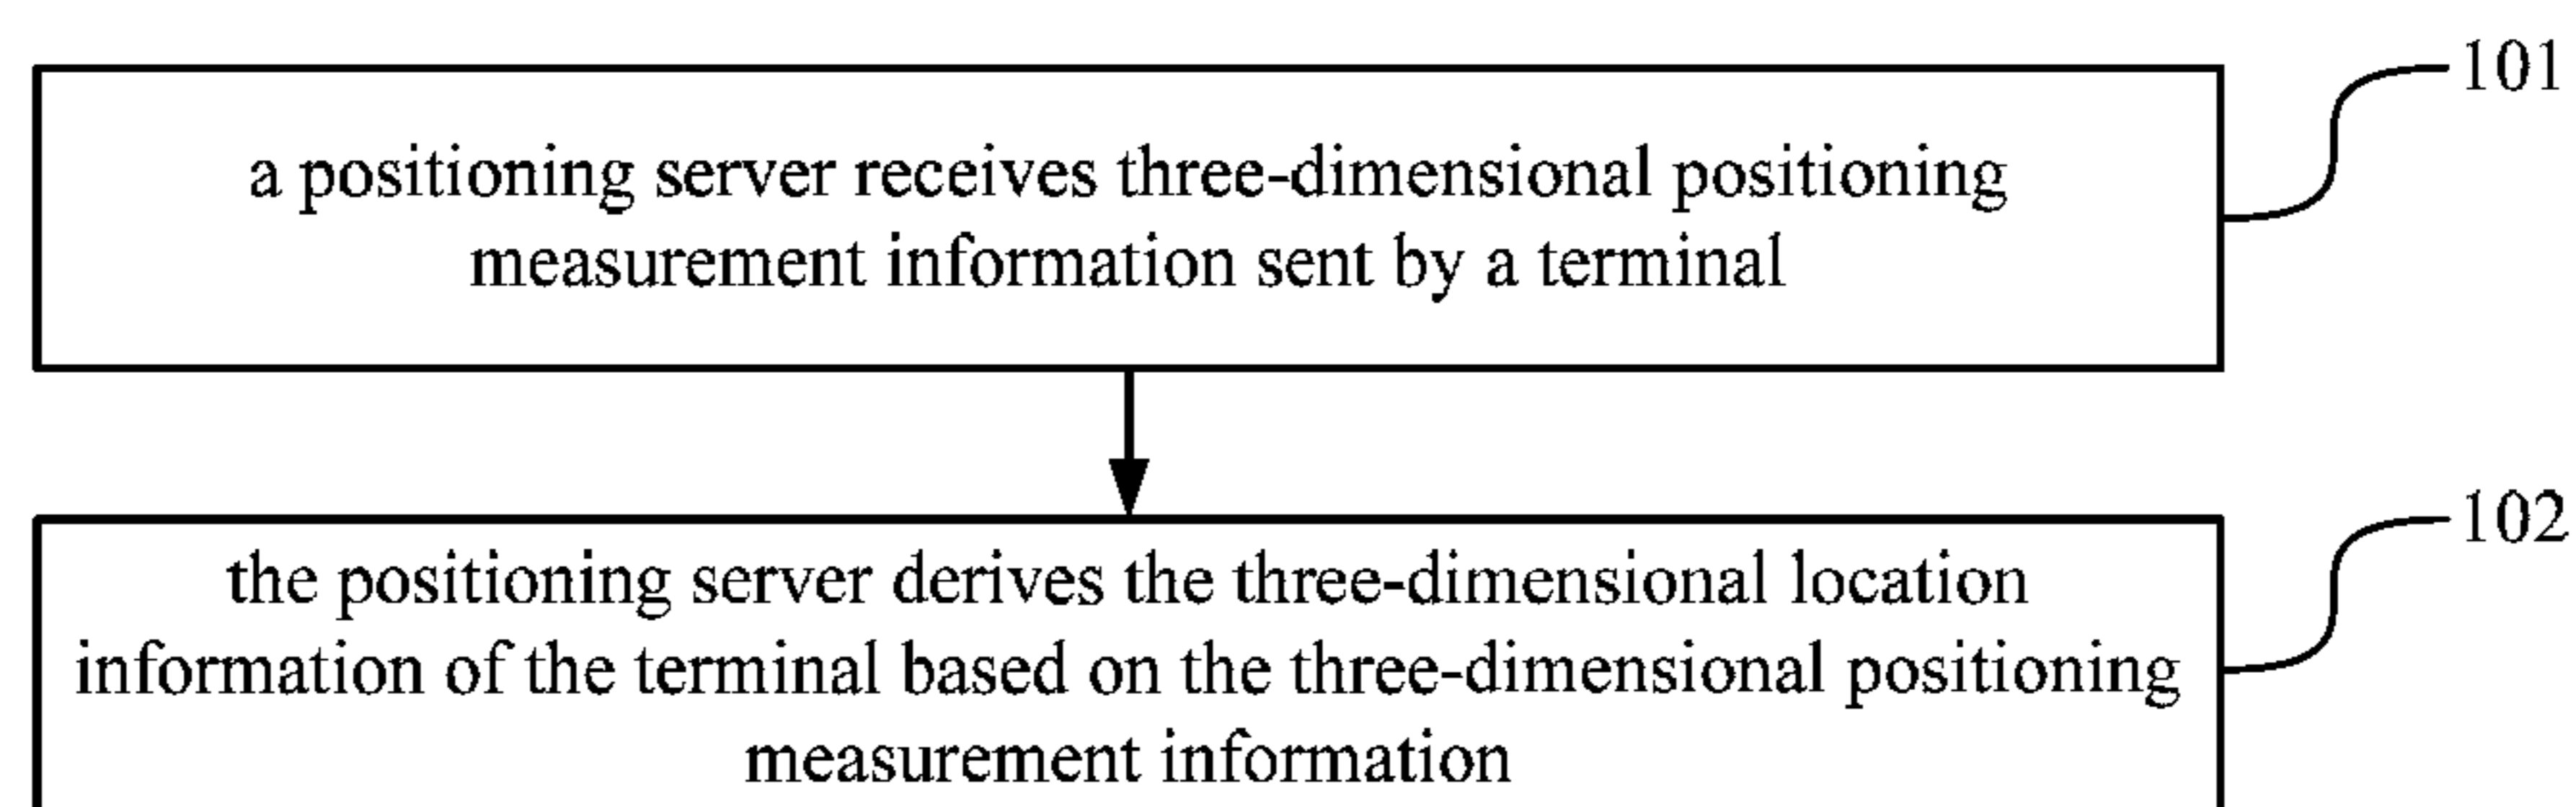 101
a positioning server receives three-dimensional positioning
measurement information sent by a terminal
102
the positioning server derives the three-dimensional location
information of the terminal based on the three-dimensional positioning
measurement information